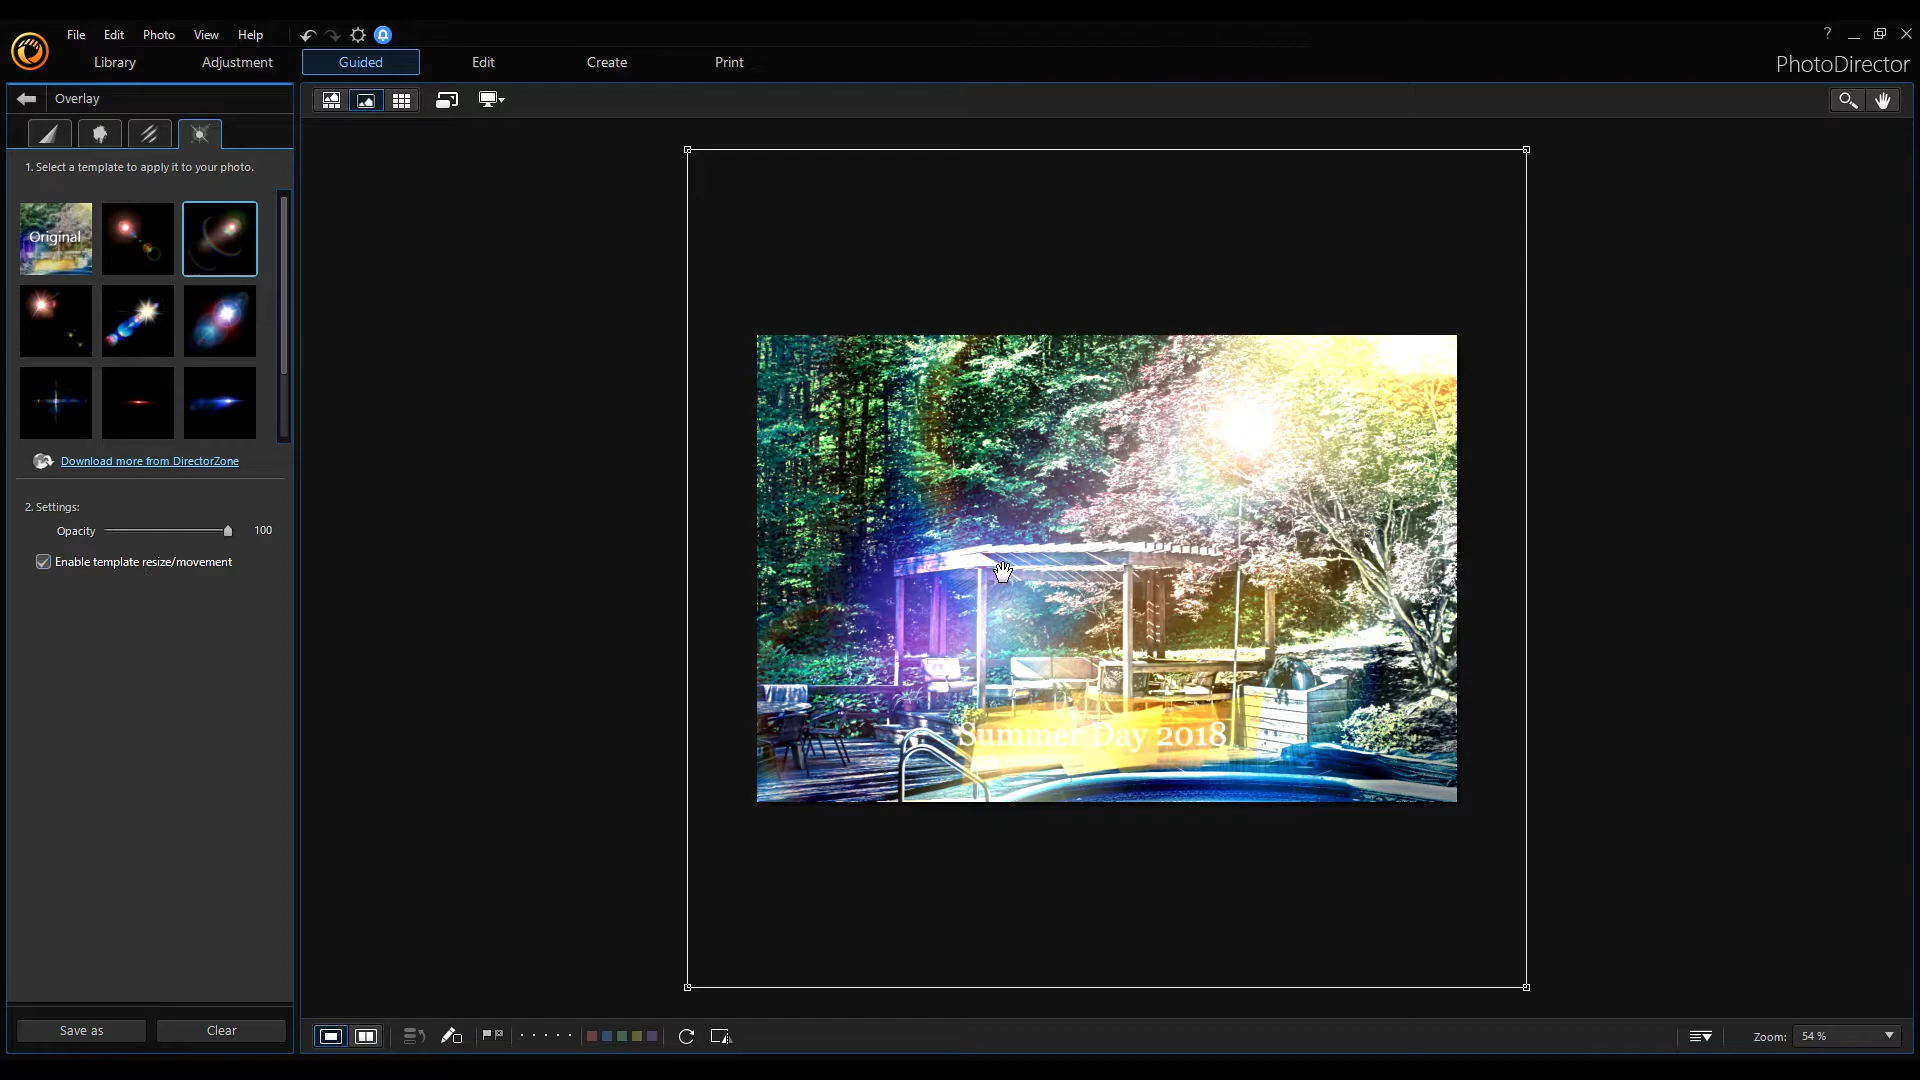 File Edit Photo View Help
?
Library Adjustment Guided Edit Create Print
PhotoDirector
Overlay
1. Select a template to apply it to your photo.
Original
Download more from DirectorZone
2. Settings:
Opacity 100
Enable template resize/movement
Summer Day 2018
Save as Clear
Zoom: 54 %